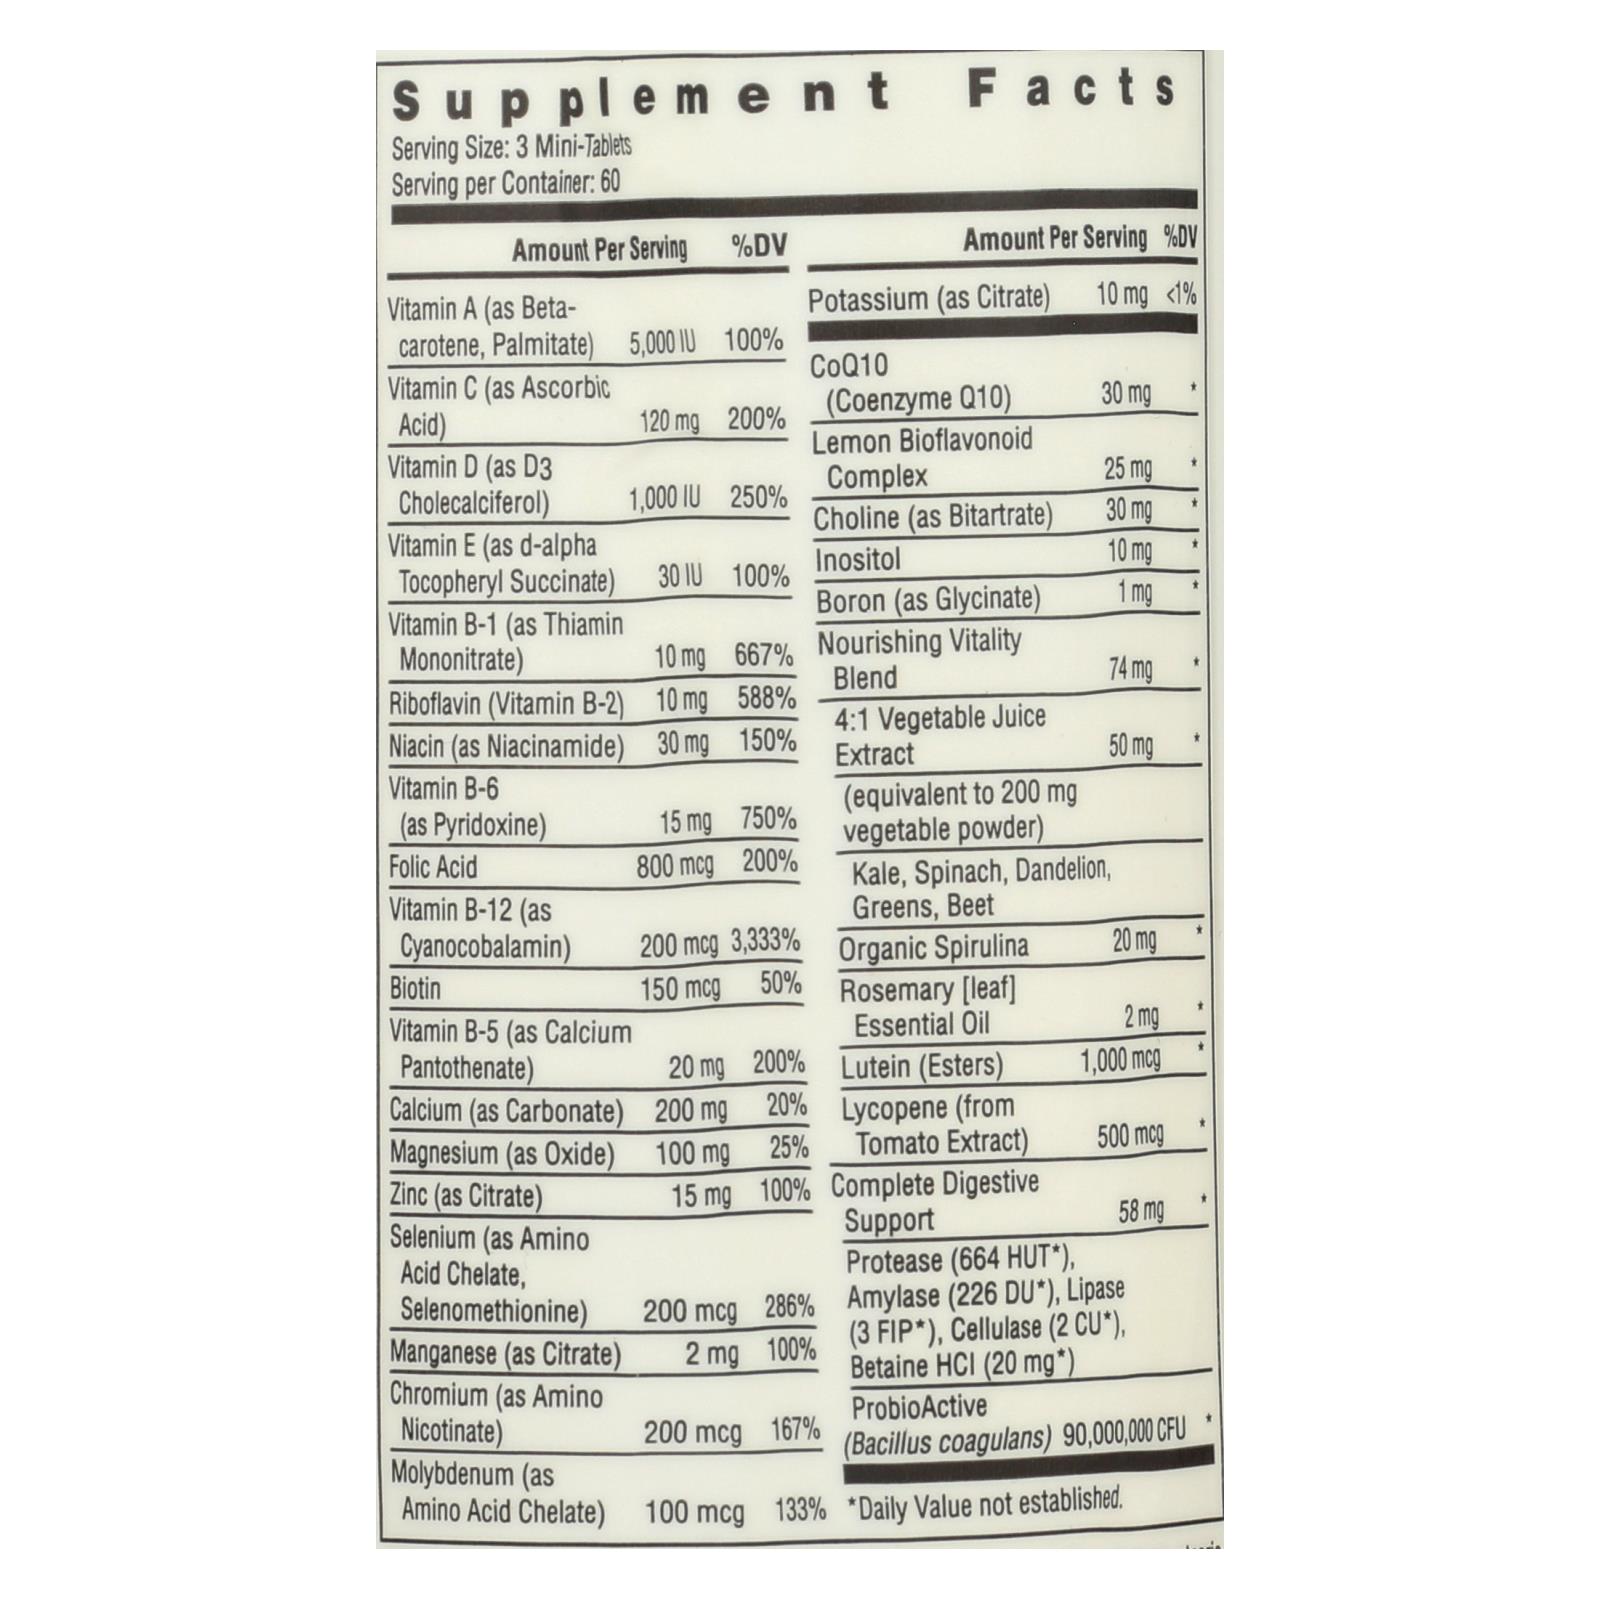 Supplement Facts
Serving Size: 3 Mini-Tablets
Serving per Container: 60
Amount Per Serving %DV
Vitamin A (as Beta-
carotene, Palmitate) 5,000 IU 100%
Vitamin C (as Ascorbic
Acid) 120 mg 200%
Vitamin D (as D3
Cholecalciferol) 1,000 IU 250%
Vitamin E (as d-alpha
Tocopheryl Succinate) 30 IU 100%
Vitamin B-1 (as Thiamin
Mononitrate) 10 mg 667%
Riboflavin (Vitamin B-2) 10 mg 588%
Niacin (as Niacinamide) 30 mg 150%
Vitamin B-6
(as Pyridoxine) 15 mg 750%
Folic Acid 800 mcg 200%
Vitamin B-12 (as
Cyanocobalamin) 200 mcg 3,333%
Biotin 150 mcg 50%
Vitamin B-5 (as Calcium
Pantothenate) 20 mg 200%
Calcium (as Carbonate) 200 mg 20%
Magnesium (as Oxide) 100 mg 25%
Zinc (as Citrate) 15 mg 100%
Selenium (as Amino
Acid Chelate,
Selenomethionine) 200 mcg 286%
Manganese (as Citrate) 2 mg 100%
Chromium (as Amino
Nicotinate) 200 mcg 167%
Molybdenum (as
Amino Acid Chelate) 100 mcg 133%
Amount Per Serving %DV
Potassium (as Citrate) 10 mg <1%
CoQ10
(Coenzyme Q10) 30 mg *
Lemon Bioflavonoid
Complex 25 mg *
Choline (as Bitartrate) 30 mg *
Inositol 10 mg *
Boron (as Glycinate) 1 mg *
Nourishing Vitality
Blend 74 mg *
4:1 Vegetable Juice
Extract 50 mg *
(equivalent to 200 mg
vegetable powder)
Kale, Spinach, Dandelion,
Greens, Beet
Organic Spirulina 20 mg *
Rosemary [leaf]
Essential Oil 2 mg *
Lutein (Esters) 1,000 mcg *
Lycopene (from
Tomato Extract) 500 mcg *
Complete Digestive
Support 58 mg *
Protease (664 HUT*),
Amylase (226 DU*), Lipase
(3 FIP*), Cellulase (2 CU*),
Betaine HCl (20 mg*)
ProbioActive
(Bacillus coagulans) 90,000,000 CFU *
*Daily Value not established.